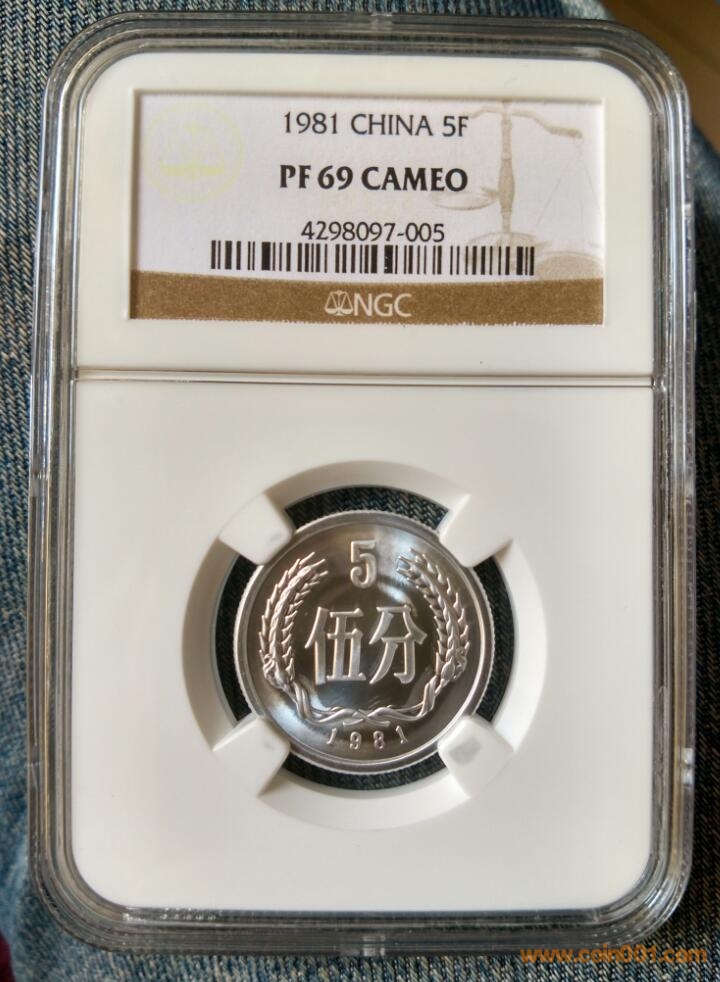 1981 CHINA 5F
PF 69 CAMEO
4298097-005
NGC
5
伍分
1981
www.coin001.com